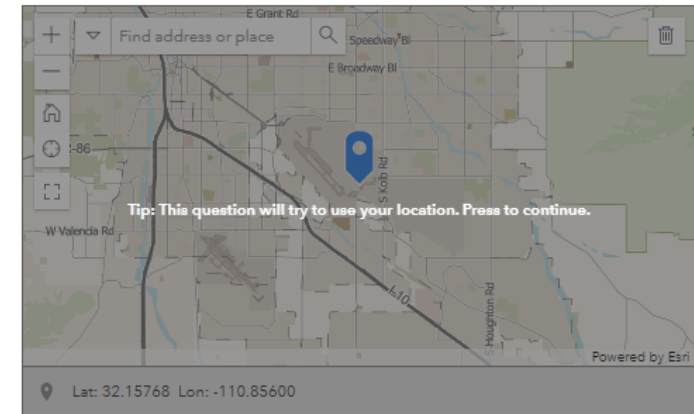 E Grant Rd
Find address or place
Speedway Bl
E Broadway Bl
-86
S Kolb Rd
Tip: This question will try to use your location. Press to continue.
W Valencia Rd
I-10
S Houghton Rd
Powered by Esri
Lat: 32.15768 Lon: -110.85600